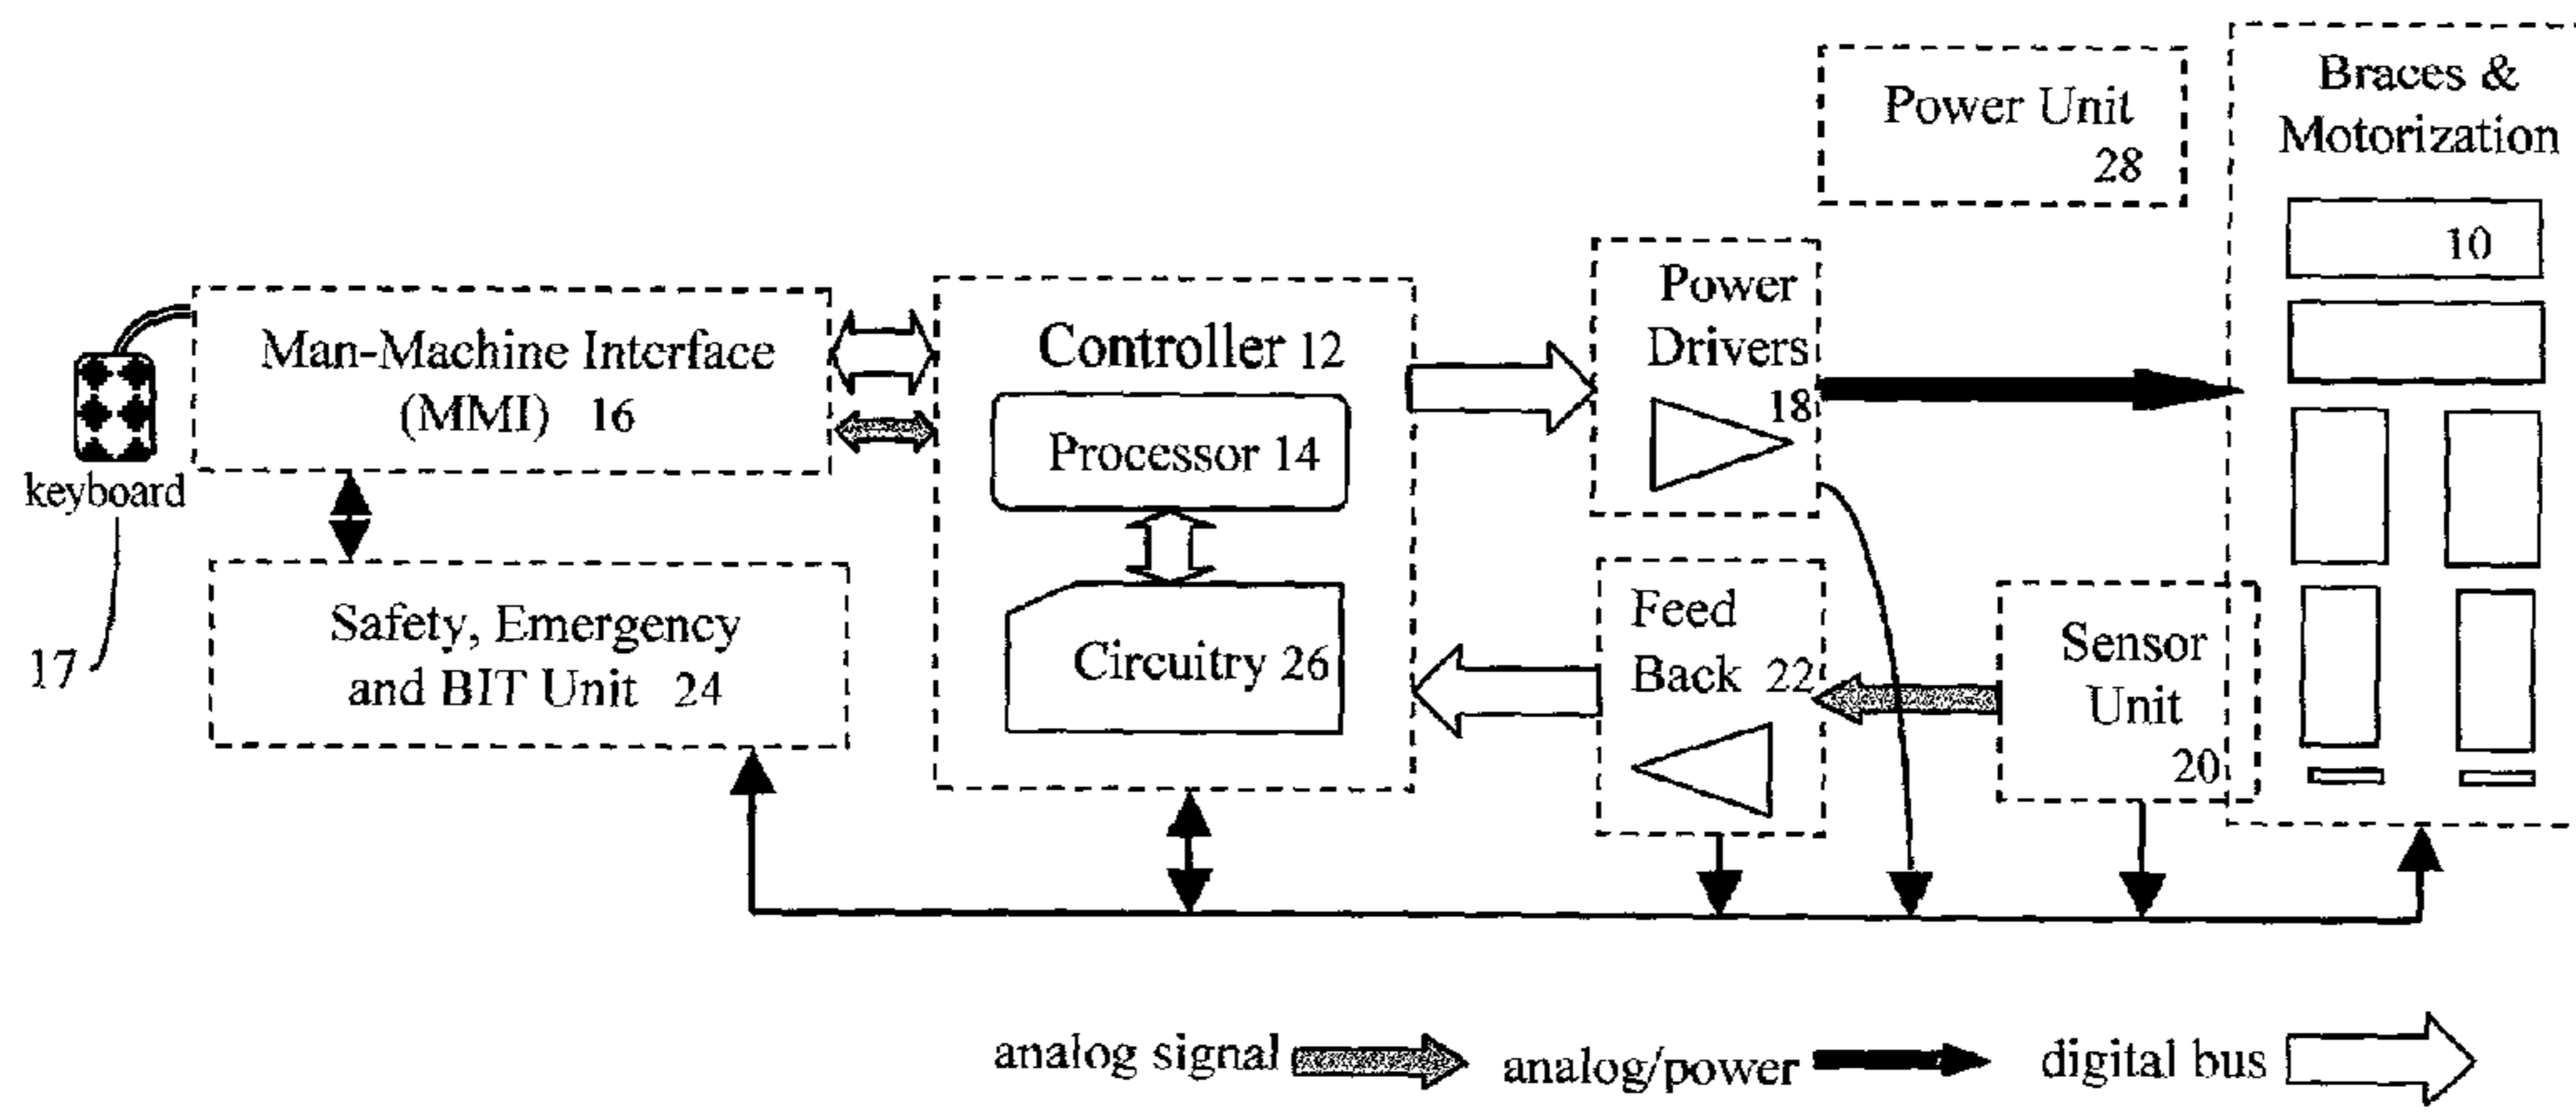 Braces &
Motorization
10
Power Unit
28
Power
Drivers
18
Controller 12
Processor 14
Circuitry 26
Man-Machine Interface
(MMI) 16
keyboard
17
Safety, Emergency
and BIT Unit 24
Feed
Back 22
Sensor
Unit
20
analog signal
analog/power
digital bus